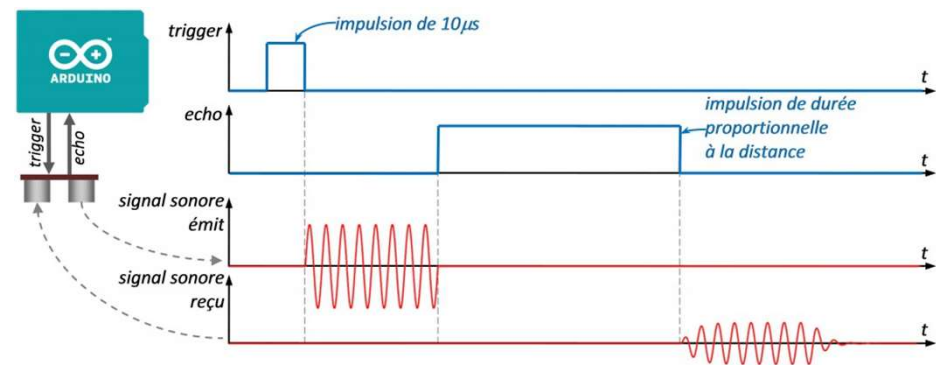 ARDUINO
trigger
echo
trigger
impulsion de 10µs
t
echo
impulsion de durée
proportionnelle
à la distance
t
signal sonore
émit
t
signal sonore
reçu
t